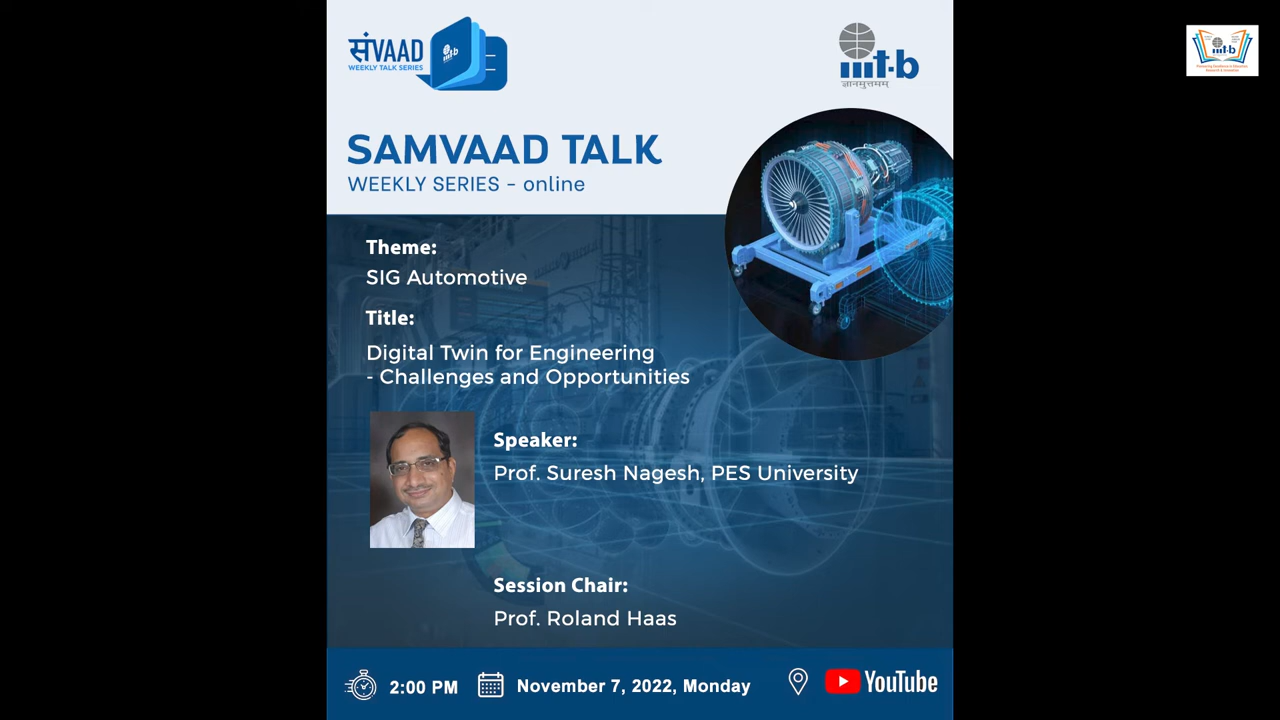 संVAAD
WEEKLY TALK SERIES
iiit-b
iiit-b
ज्ञानमुत्तमम्
iiit-b
SAMVAAD TALK
WEEKLY SERIES - online
Theme:
SIG Automotive
Title:
Digital Twin for Engineering
- Challenges and Opportunities
Speaker:
Prof. Suresh Nagesh, PES University
Session Chair:
Prof. Roland Haas
2:00 PM
November 7, 2022, Monday
YouTube